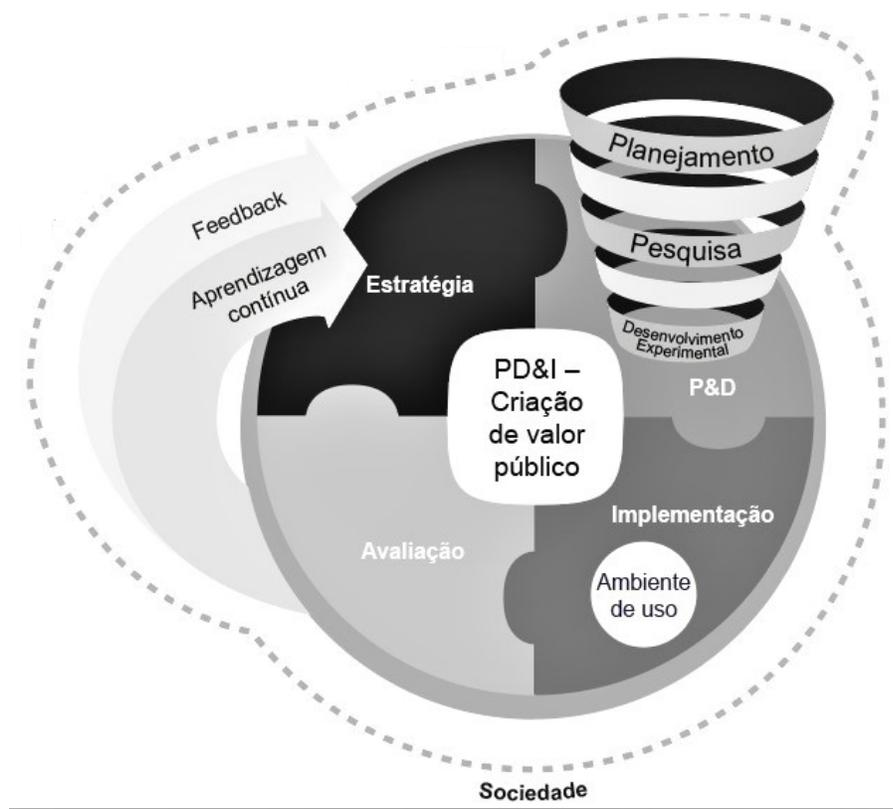 Planejamento
Pesquisa
Desenvolvimento
Experimental
P&D
Feedback
Aprendizagem
contínua
Estratégia
PD&I –
Criação
de valor
público
Implementação
Ambiente
de uso
Avaliação
Sociedade